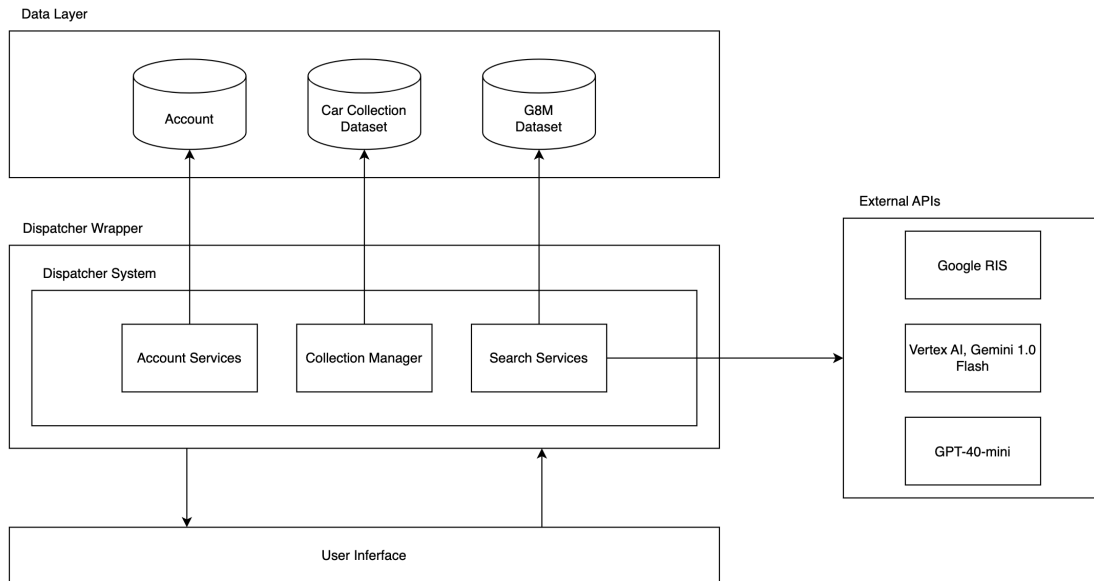 Data Layer
Account
Car Collection
Dataset
G8M
Dataset
Dispatcher Wrapper
Dispatcher System
Account Services
Collection Manager
Search Services
External APIs
Google RIS
Vertex AI, Gemini 1.0
Flash
GPT-40-mini
User Inferface